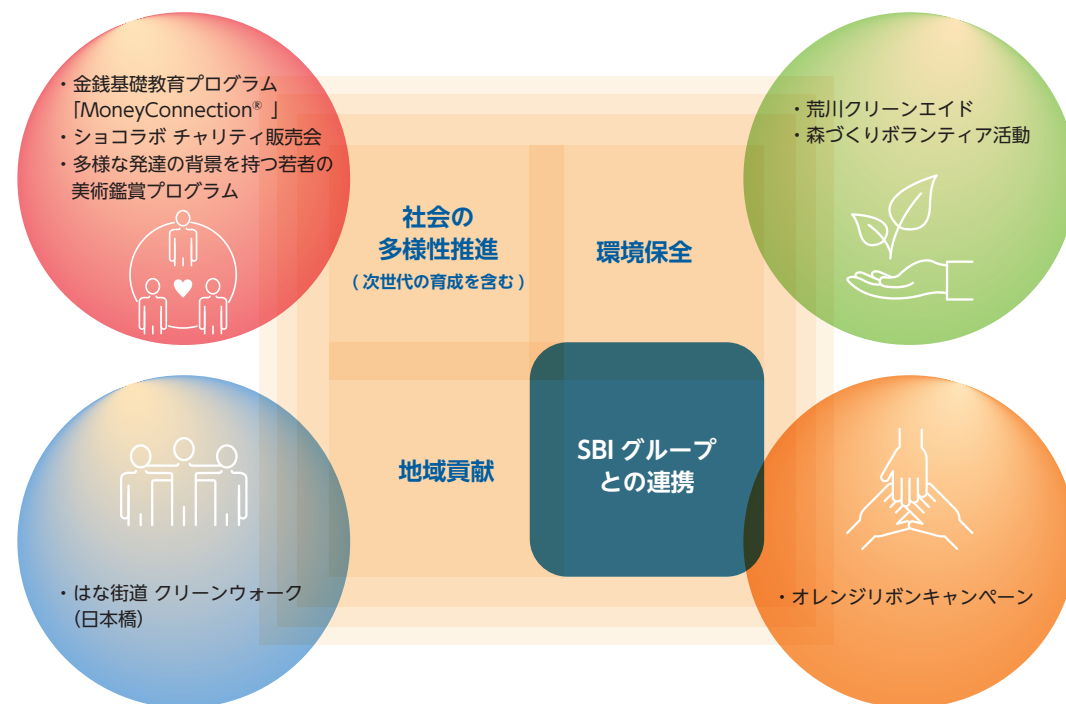 ・金銭基礎教育プログラム
「MoneyConnection® 」
・ショコラボ チャリティ販売会
・多様な発達の背景を持つ若者の
美術鑑賞プログラム
・荒川クリーンエイド
・森づくりボランティア活動
社会の
多様性推進
( 次世代の育成を含む )
環境保全
地域貢献
SBI グループ
との連携
・はな街道 クリーンウォーク
（日本橋）
・オレンジリボンキャンペーン